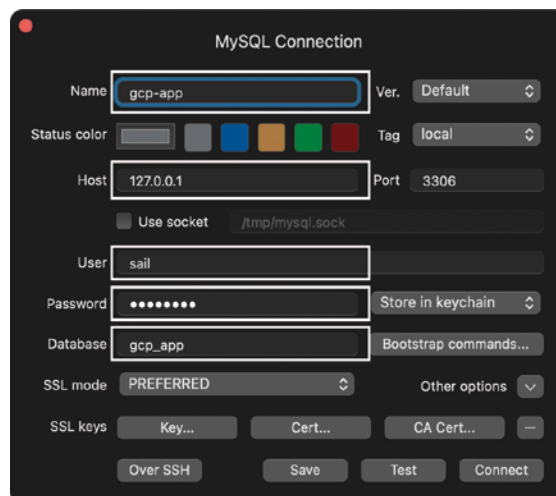 MySQL Connection
Name gcp-app Ver. Default
Status color Tag local
Host 127.0.0.1 Port 3306
Use socket /tmp/mysql.sock
User sail
Password •••••••• Store in keychain
Database gcp_app Bootstrap commands...
SSL mode PREFERRED Other options
SSL keys Key... Cert... CA Cert...
Over SSH Save Test Connect